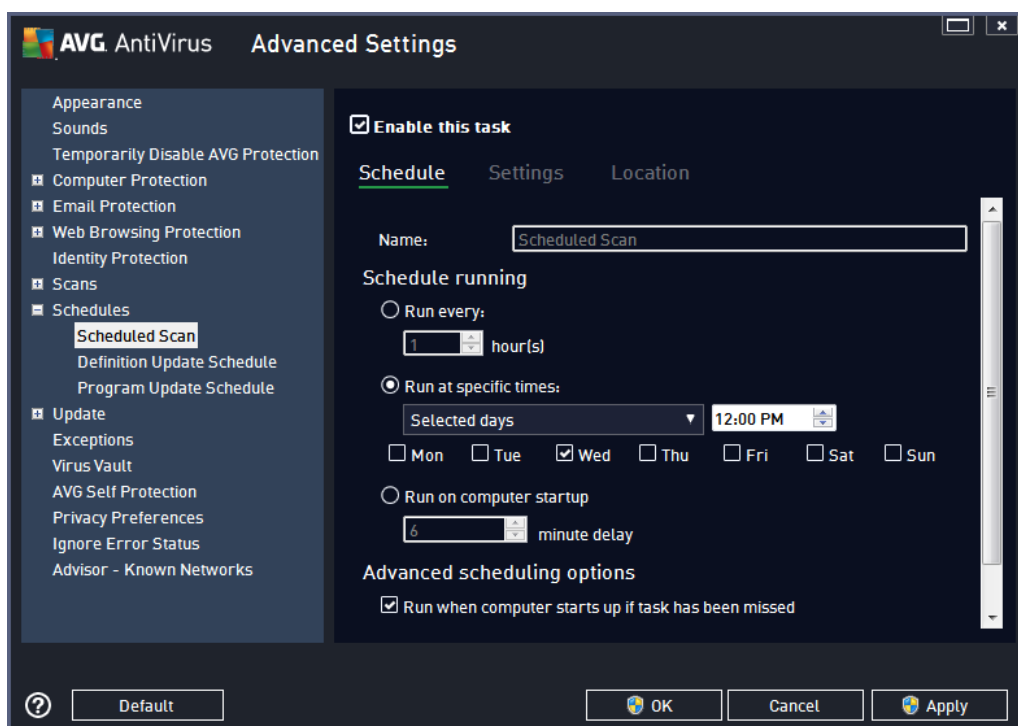 AVG. AntiVirus Advanced Settings
Appearance
Sounds
Temporarily Disable AVG Protection
Computer Protection
Email Protection
Web Browsing Protection
Identity Protection
Scans
Schedules
Scheduled Scan
Definition Update Schedule
Program Update Schedule
Update
Exceptions
Virus Vault
AVG Self Protection
Privacy Preferences
Ignore Error Status
Advisor - Known Networks
Enable this task
Schedule Settings Location
Name: Scheduled Scan
Schedule running
Run every:
1 hour(s)
Run at specific times:
Selected days 12:00 PM
Mon Tue Wed Thu Fri Sat Sun
Run on computer startup
6 minute delay
Advanced scheduling options
Run when computer starts up if task has been missed
? Default OK Cancel Apply